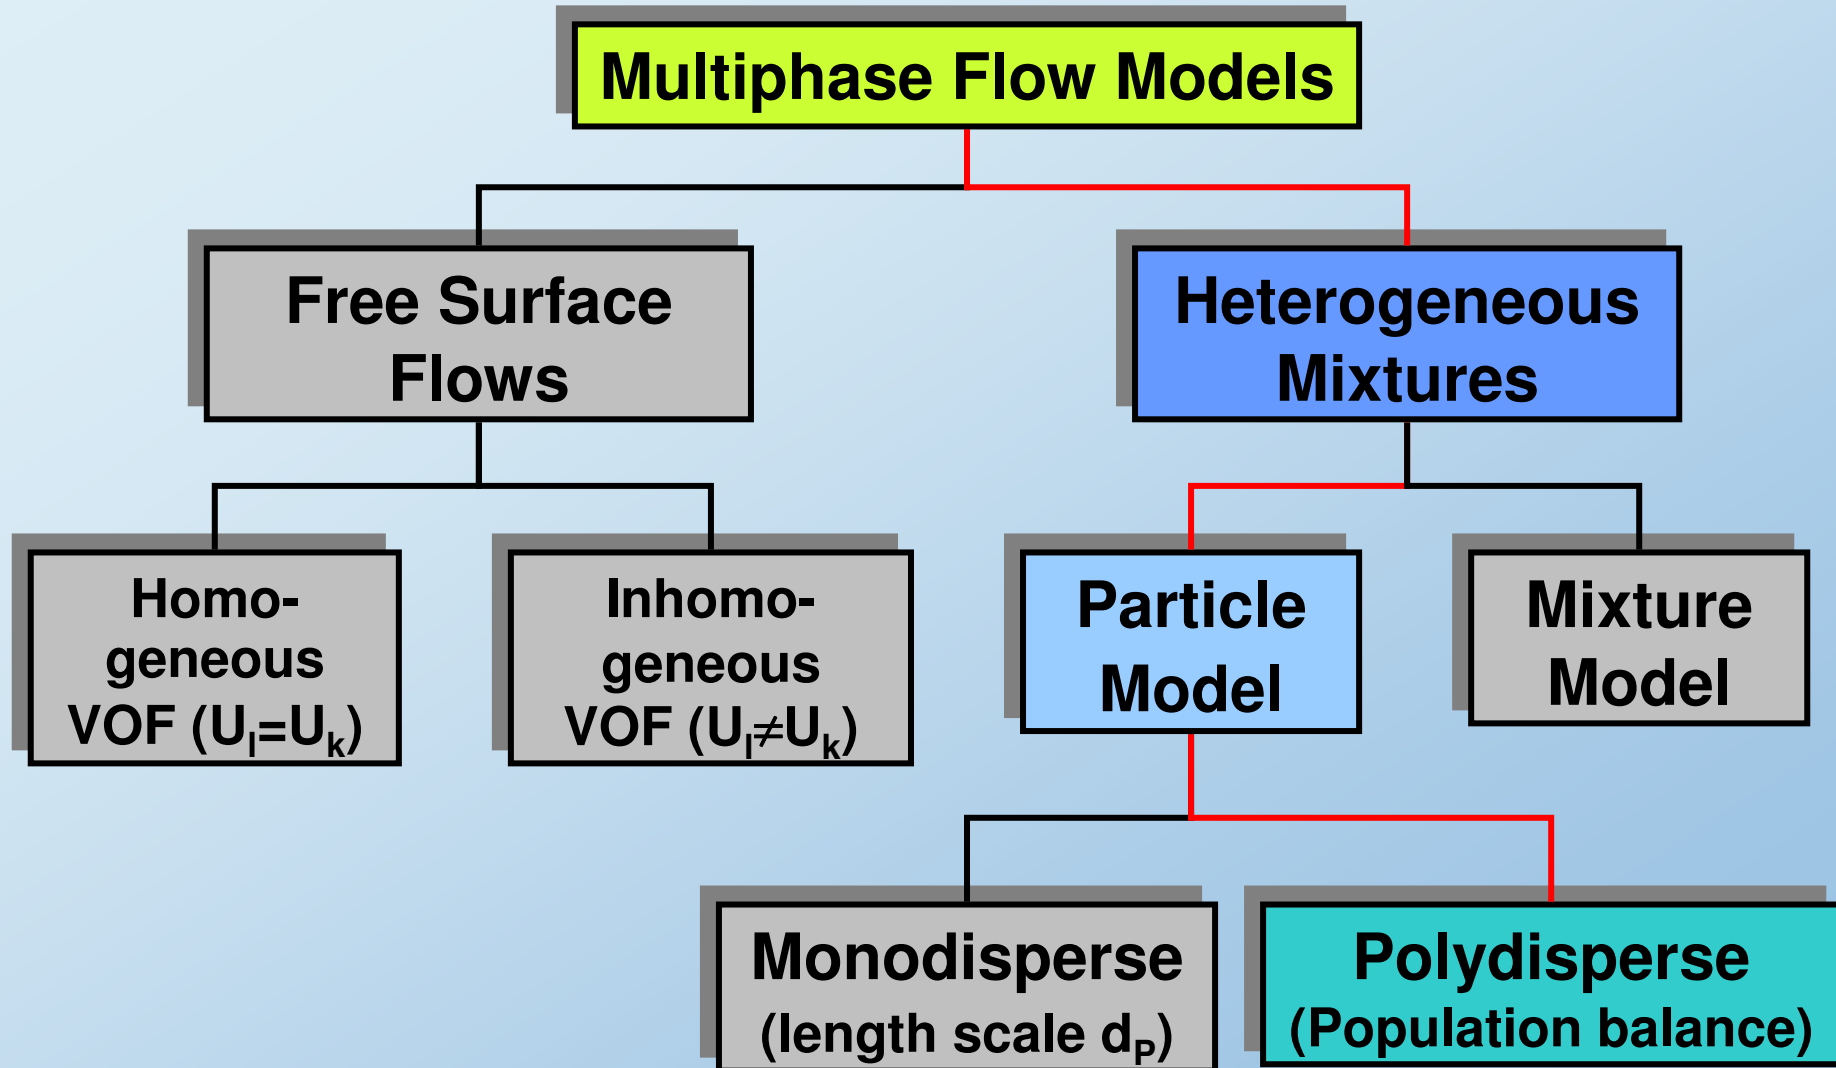 Multiphase Flow Models
Free Surface
Flows
Heterogeneous
Mixtures
Homo-
geneous
VOF (Uₗ=Uₖ)
Inhomo-
geneous
VOF (Uₗ≠Uₖ)
Particle
Model
Mixture
Model
Monodisperse
(length scale d_P)
Polydisperse
(Population balance)